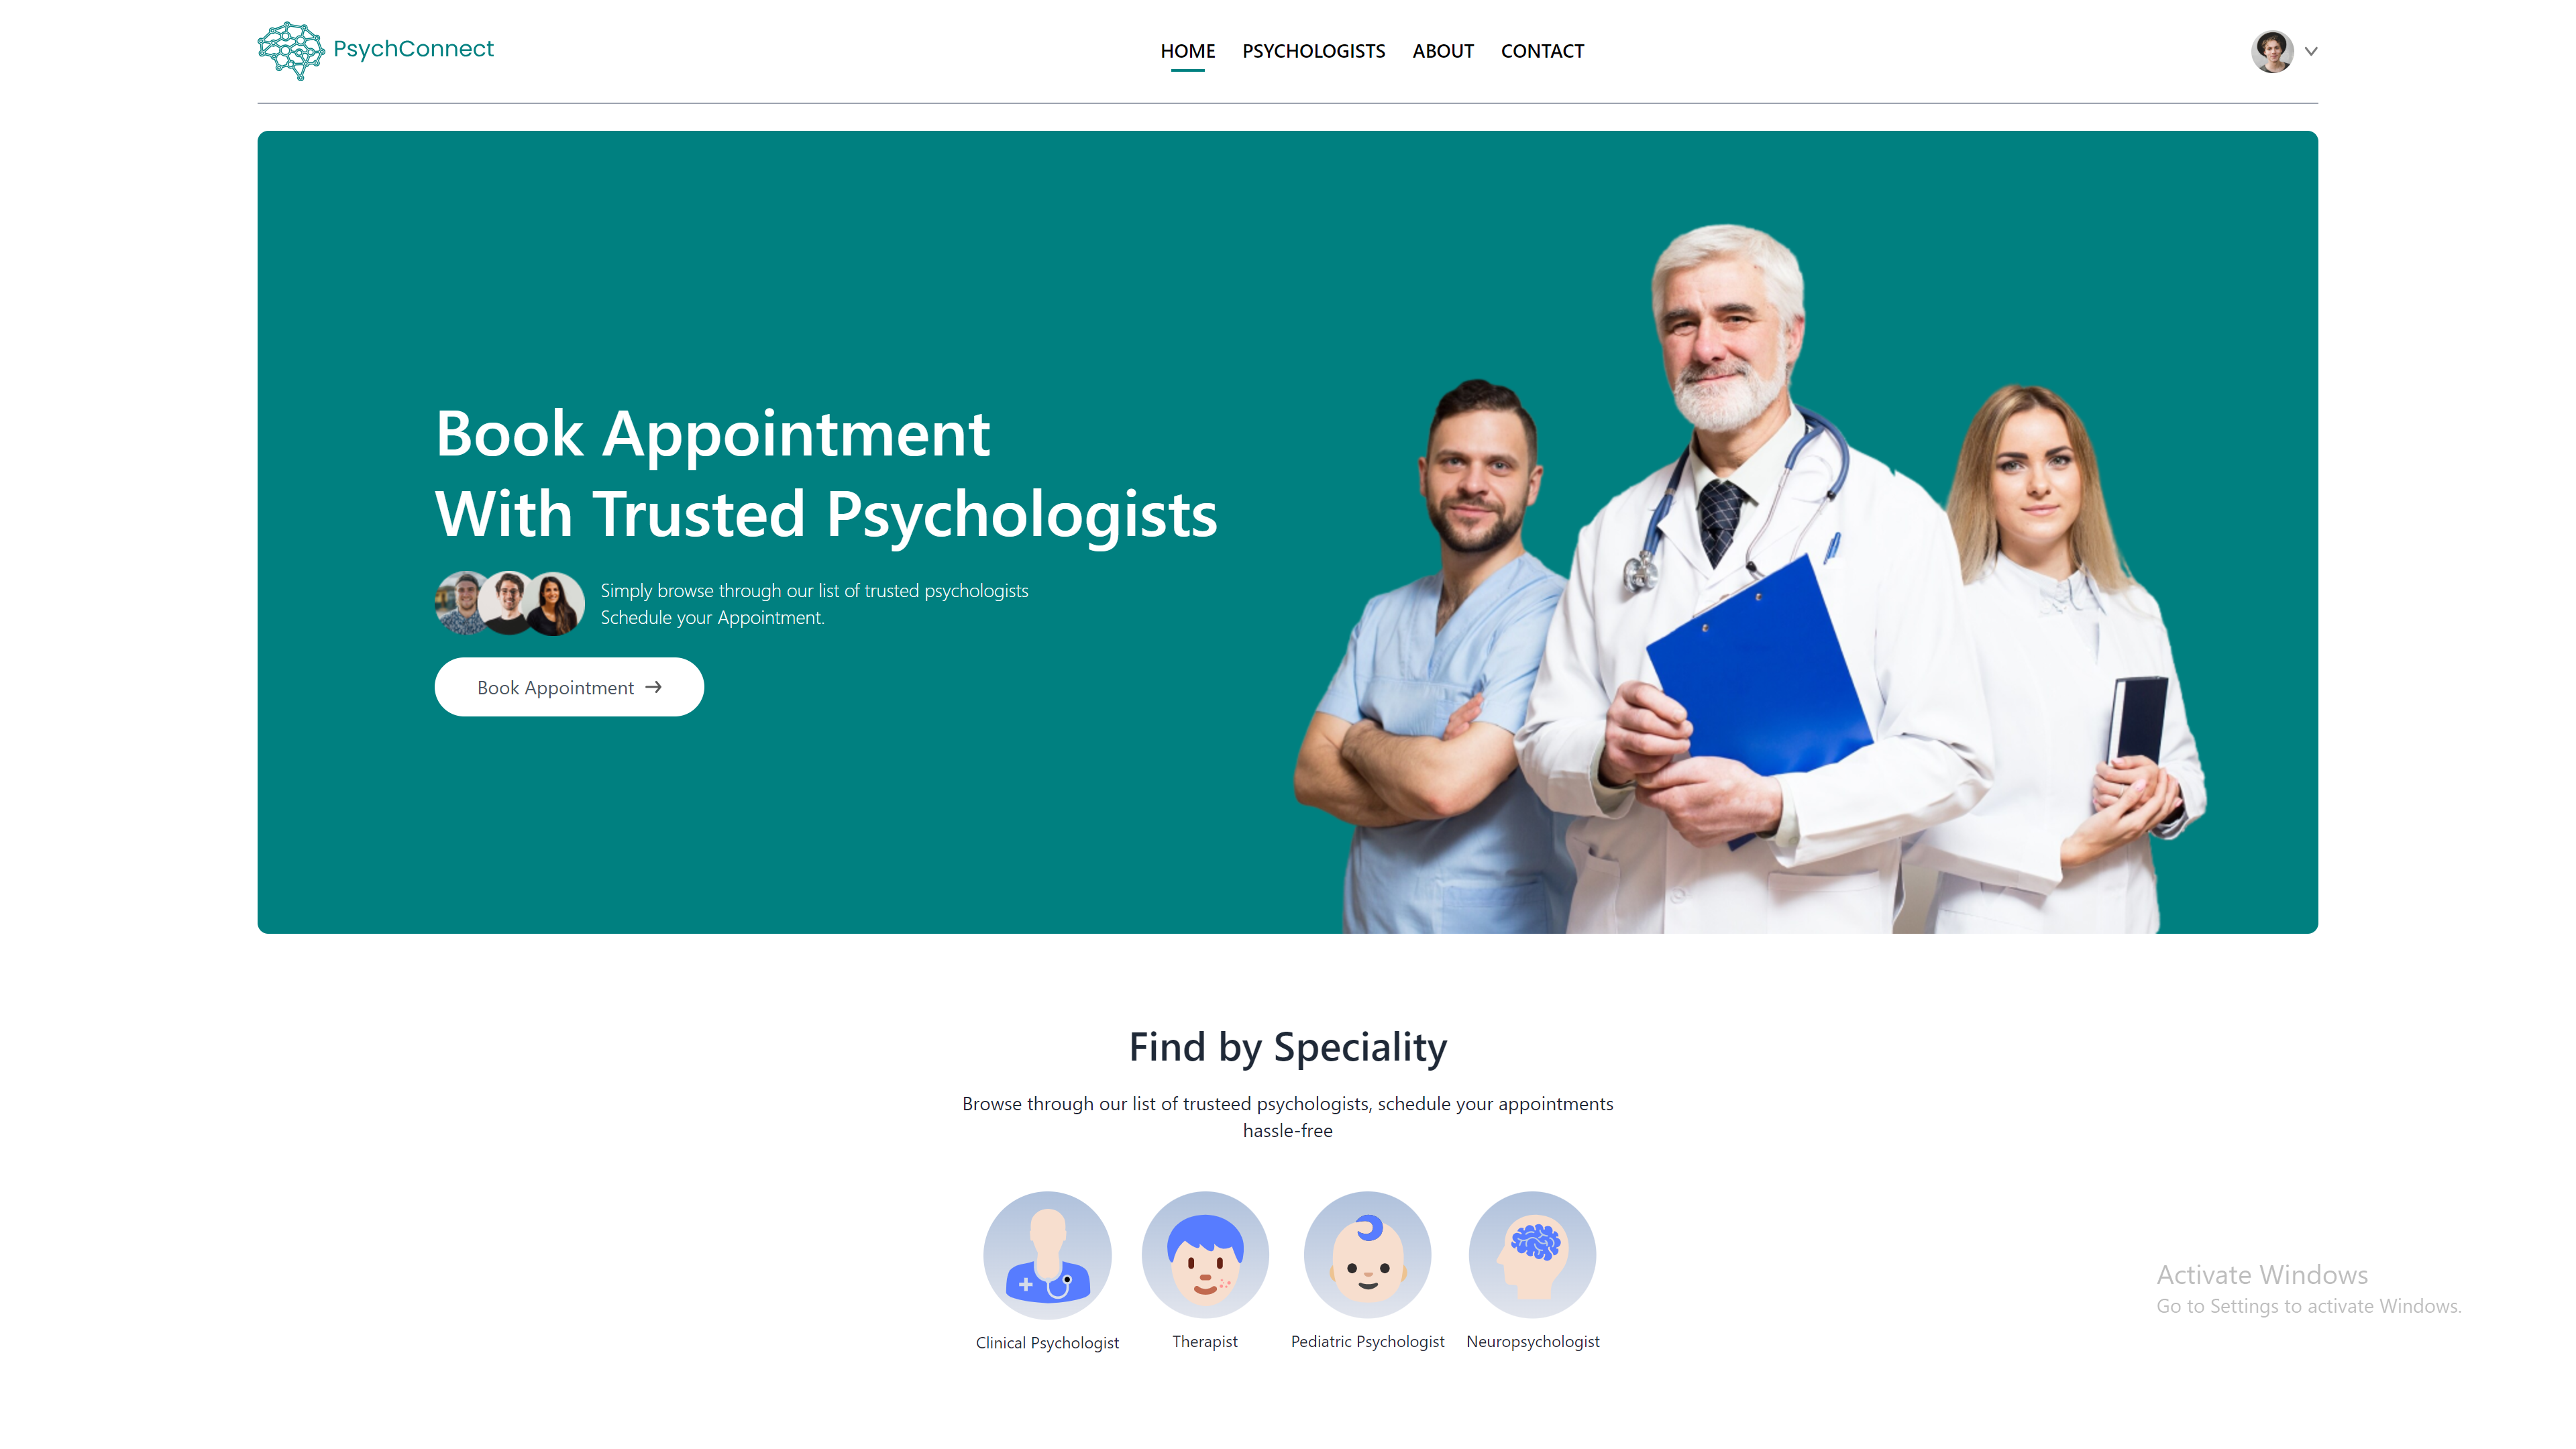 PsychConnect
HOME PSYCHOLOGISTS ABOUT CONTACT
Book Appointment
With Trusted Psychologists
Simply browse through our list of trusted psychologists
Schedule your Appointment.
Book Appointment →
Find by Speciality
Browse through our list of trusteed psychologists, schedule your appointments
hassle-free
Clinical Psychologist Therapist Pediatric Psychologist Neuropsychologist
Activate Windows
Go to Settings to activate Windows.